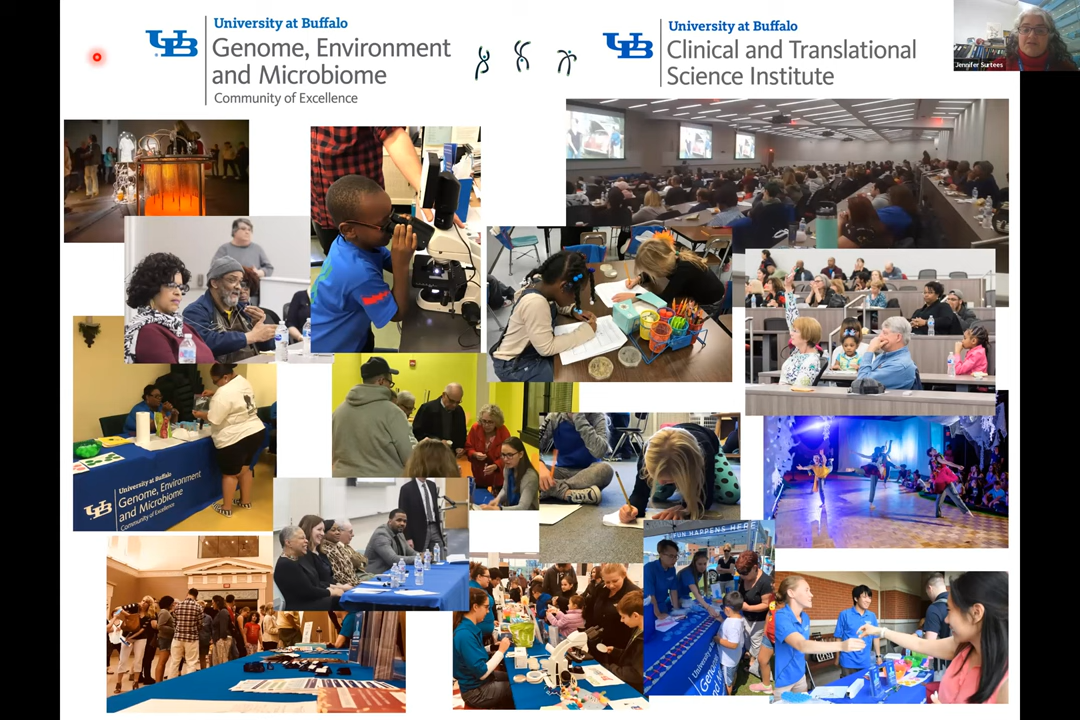 University at Buffalo
UB
Genome, Environment
and Microbiome
Community of Excellence
University at Buffalo
UB
Clinical and Translational
Science Institute
Jennifer Surtees
University at Buffalo
UB
Genome, Environment
and Microbiome
Community of Excellence
FUN HAPPENS HERE